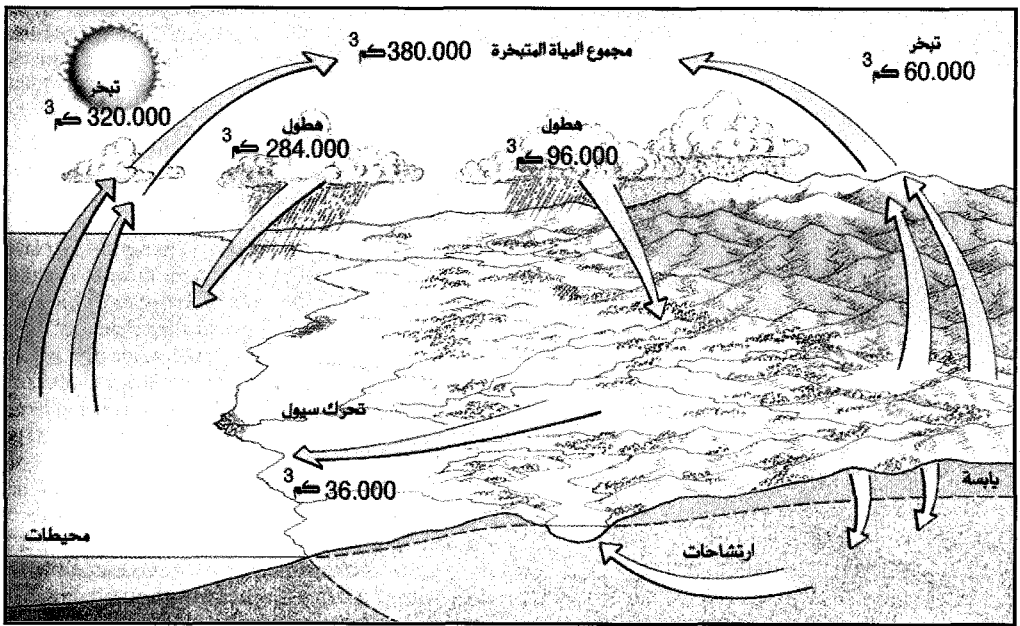 مجموع المياة المتبخرة 380.000 كم3
تبخر
60.000 كم3
تبخر
320.000 كم3
هطول
284.000 كم3
هطول
96.000 كم3
تحرك سيول
36.000 كم3
يابسة
محيطات
ارتشاحات